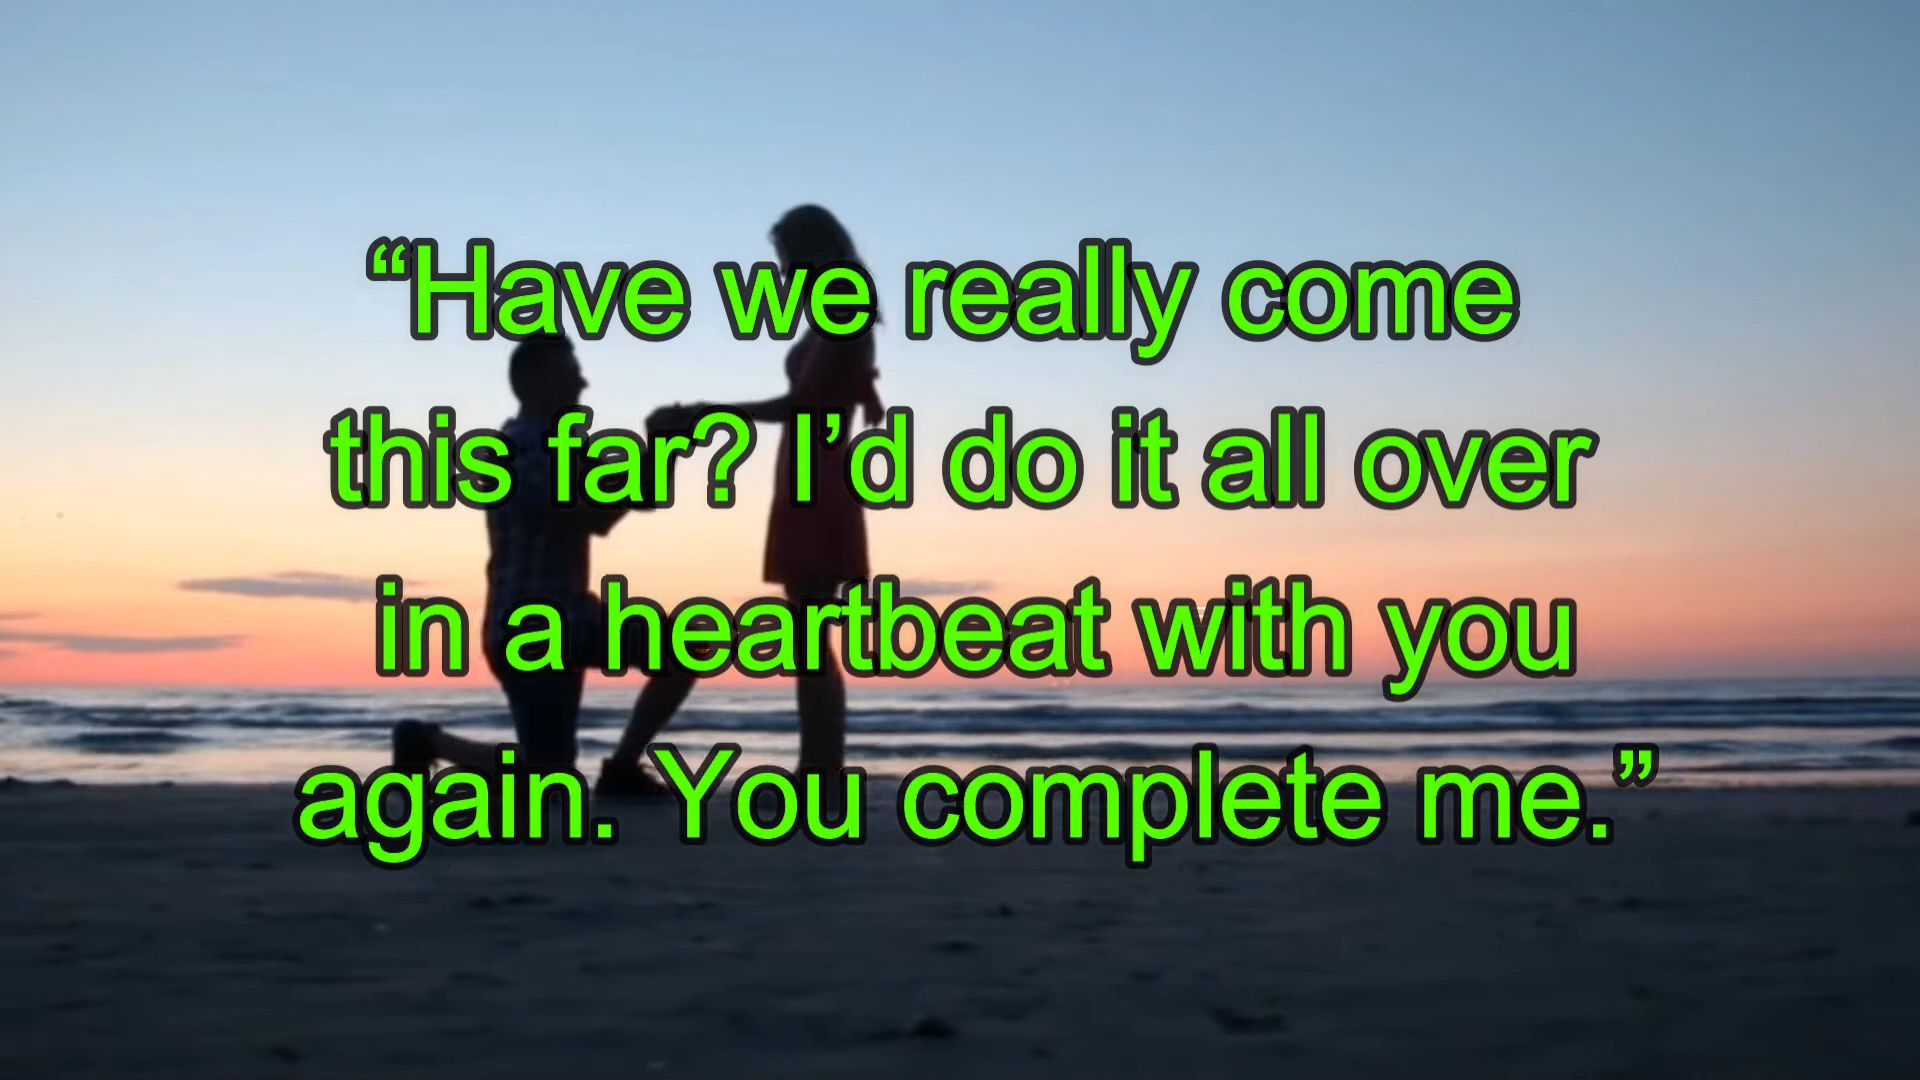 “Have we really come
this far? I’d do it all over
in a heartbeat with you
again. You complete me.”